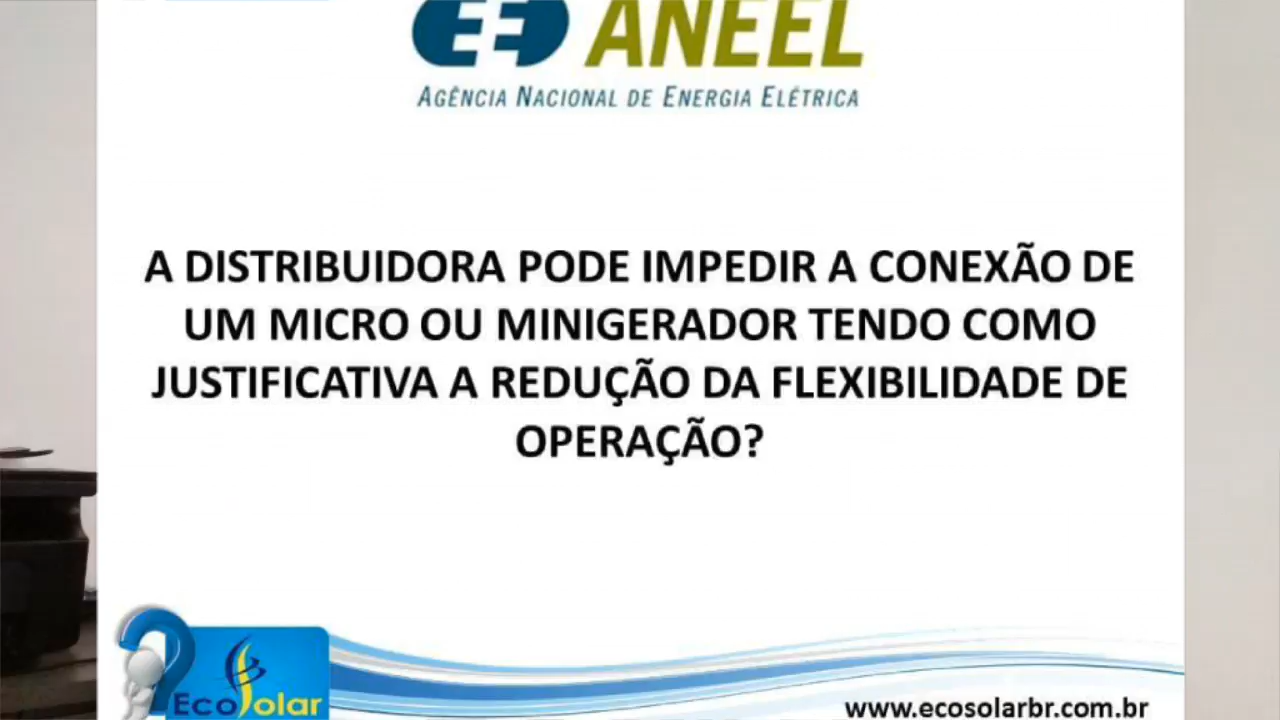 ANEEL
AGÊNCIA NACIONAL DE ENERGIA ELÉTRICA
A DISTRIBUIDORA PODE IMPEDIR A CONEXÃO DE
UM MICRO OU MINIGERADOR TENDO COMO
JUSTIFICATIVA A REDUÇÃO DA FLEXIBILIDADE DE
OPERAÇÃO?
EcoSolar
www.ecosolarbr.com.br